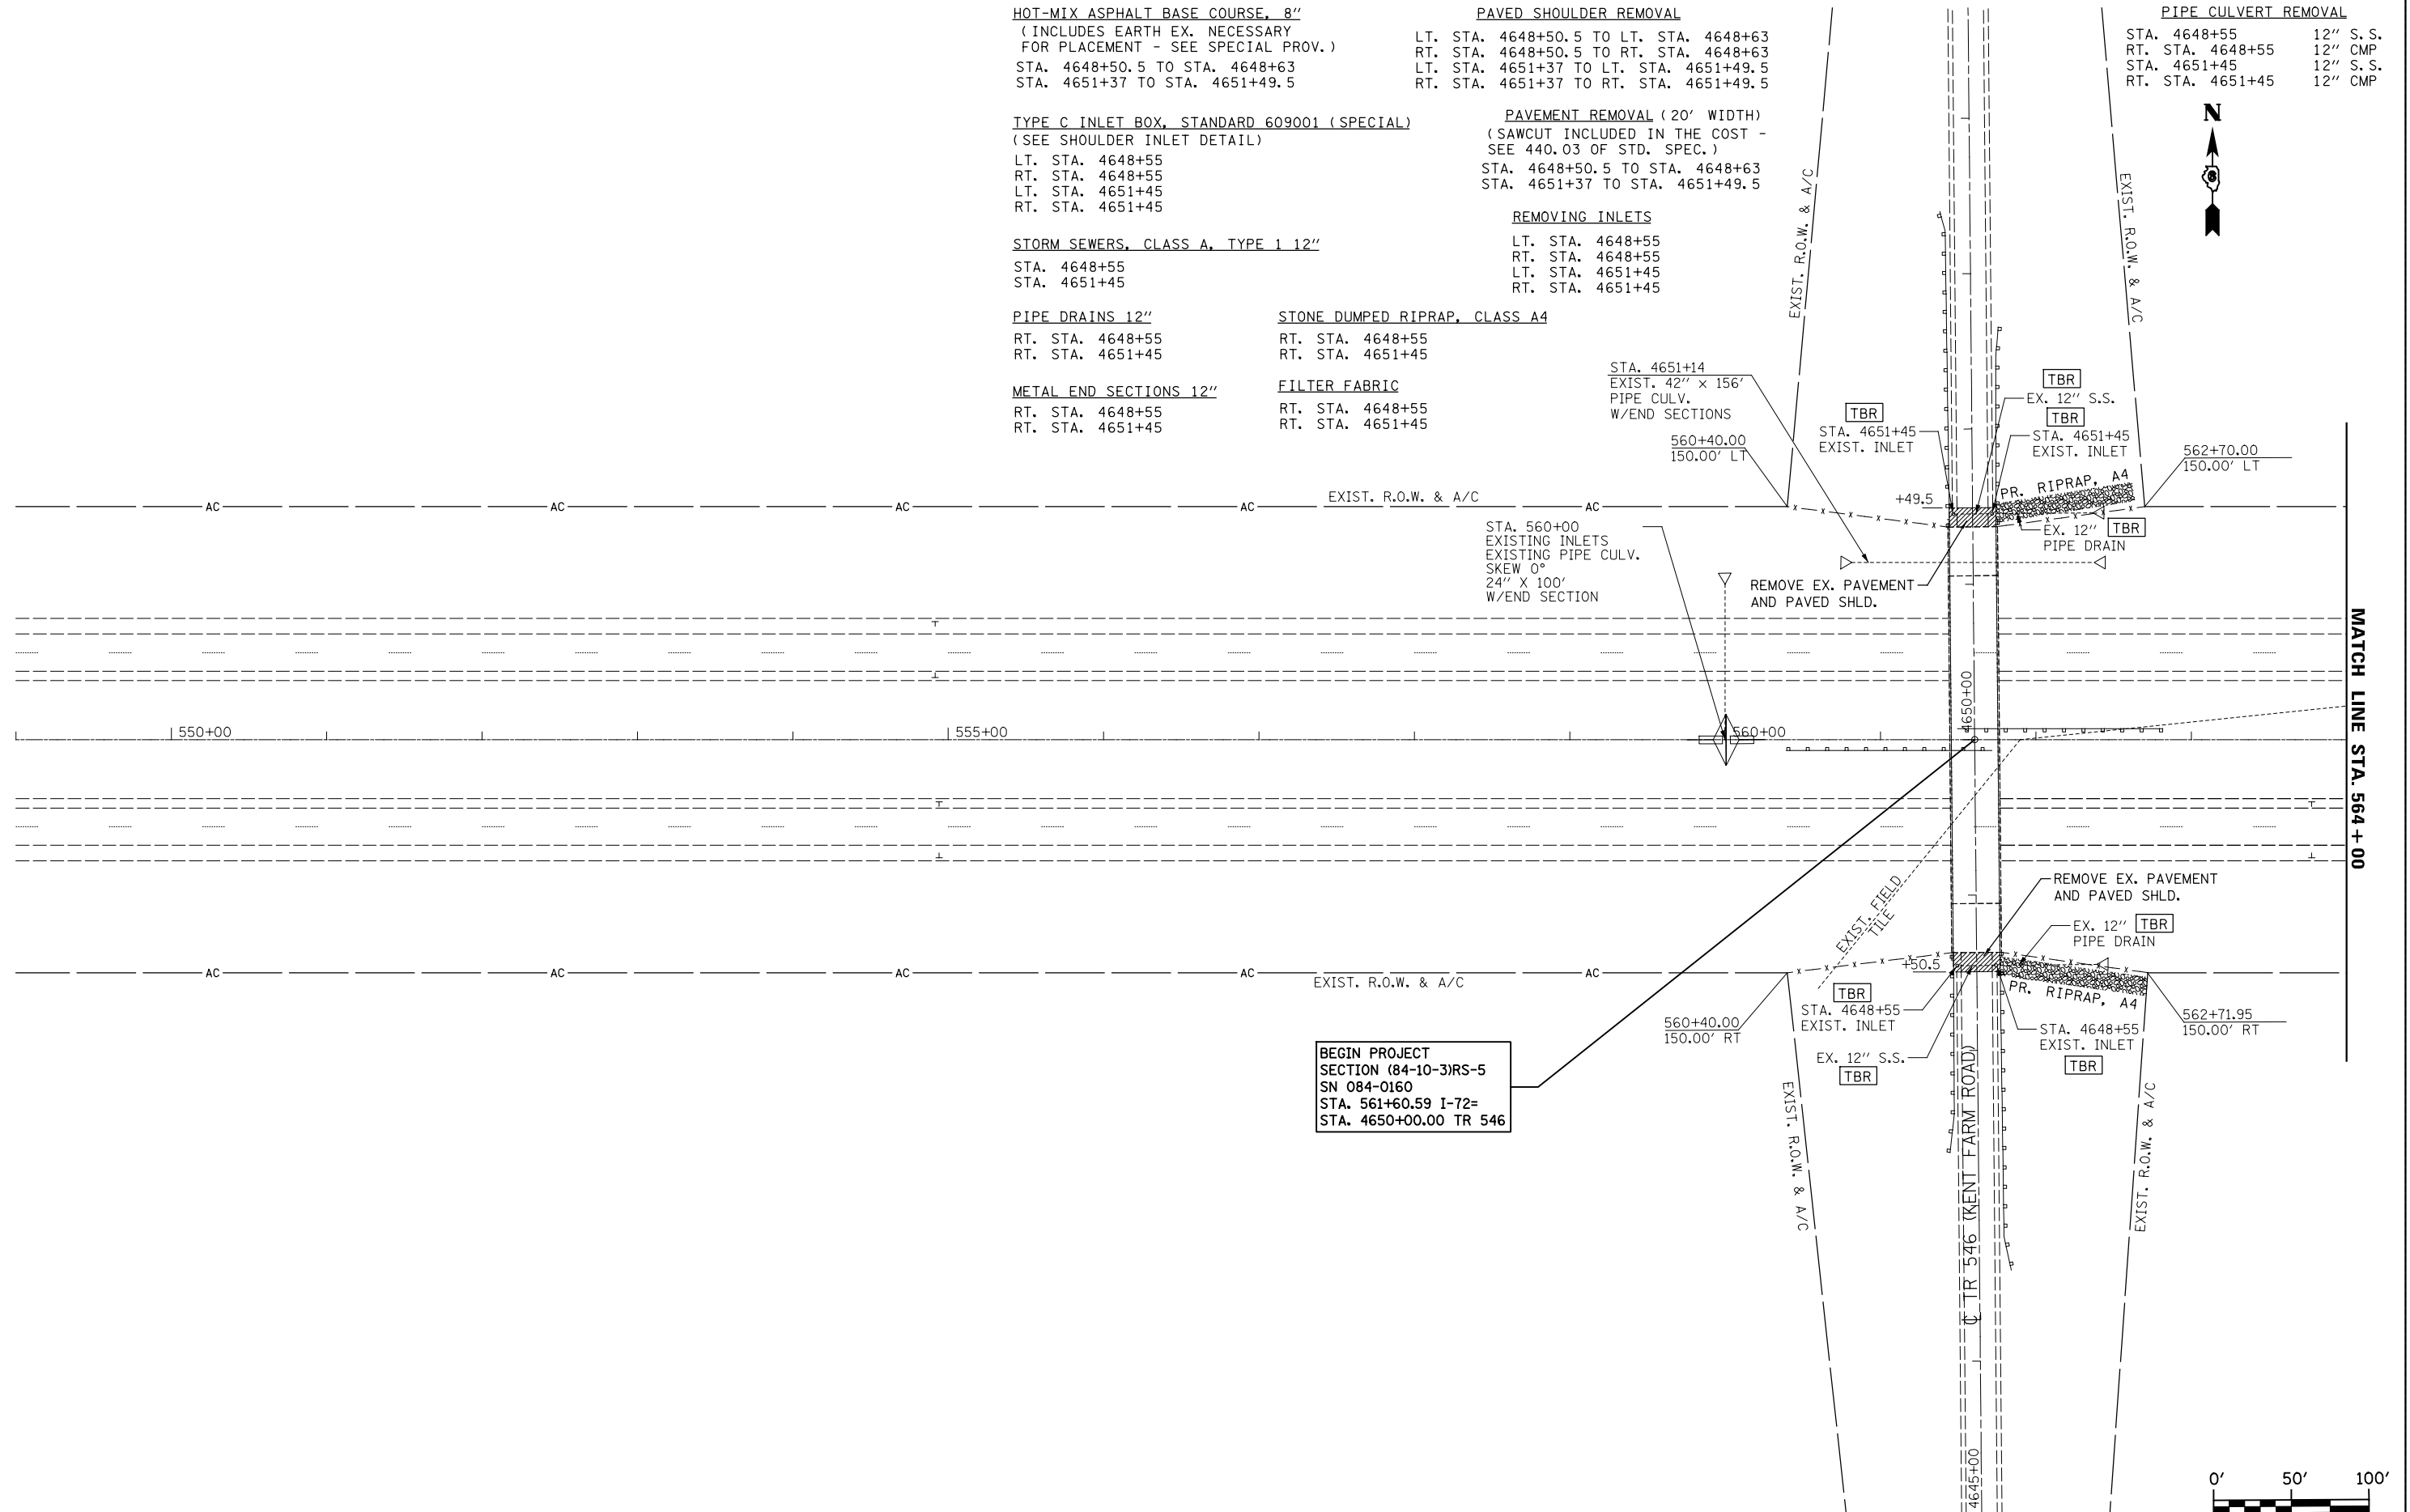 HOT-MIX ASPHALT BASE COURSE, 8"
(INCLUDES EARTH EX. NECESSARY
FOR PLACEMENT - SEE SPECIAL PROV.)
STA. 4648+50.5 TO STA. 4648+63
STA. 4651+37 TO STA. 4651+49.5
TYPE C INLET BOX, STANDARD 609001 (SPECIAL)
(SEE SHOULDER INLET DETAIL)
LT. STA. 4648+55
RT. STA. 4648+55
LT. STA. 4651+45
RT. STA. 4651+45
STORM SEWERS, CLASS A, TYPE 1 12"
STA. 4648+55
STA. 4651+45
PIPE DRAINS 12"
RT. STA. 4648+55
RT. STA. 4651+45
METAL END SECTIONS 12"
RT. STA. 4648+55
RT. STA. 4651+45
STONE DUMPED RIPRAP, CLASS A4
RT. STA. 4648+55
RT. STA. 4651+45
FILTER FABRIC
RT. STA. 4648+55
RT. STA. 4651+45
PAVED SHOULDER REMOVAL
LT. STA. 4648+50.5 TO LT. STA. 4648+63
RT. STA. 4648+50.5 TO RT. STA. 4648+63
LT. STA. 4651+37 TO LT. STA. 4651+49.5
RT. STA. 4651+37 TO RT. STA. 4651+49.5
PAVEMENT REMOVAL (20' WIDTH)
(SAWCUT INCLUDED IN THE COST -
SEE 440.03 OF STD. SPEC.)
STA. 4648+50.5 TO STA. 4648+63
STA. 4651+37 TO STA. 4651+49.5
REMOVING INLETS
LT. STA. 4648+55
RT. STA. 4648+55
LT. STA. 4651+45
RT. STA. 4651+45
PIPE CULVERT REMOVAL
STA. 4648+55 12" S.S.
RT. STA. 4648+55 12" CMP
STA. 4651+45 12" S.S.
RT. STA. 4651+45 12" CMP
N
EXIST. R.O.W. & A/C
EXIST. R.O.W. & A/C
STA. 4651+14
EXIST. 42" x 156'
PIPE CULV.
W/END SECTIONS
560+40.00
150.00' LT
TBR
STA. 4651+45
EXIST. INLET
TBR
EX. 12" S.S.
TBR
STA. 4651+45
EXIST. INLET
562+70.00
150.00' LT
PR. RIPRAP, A4
+49.5
EX. 12" TBR
PIPE DRAIN
AC
AC
AC
AC
EXIST. R.O.W. & A/C
AC
STA. 560+00
EXISTING INLETS
EXISTING PIPE CULV.
SKEW 0°
24" X 100'
W/END SECTION
REMOVE EX. PAVEMENT
AND PAVED SHLD.
MATCH LINE STA. 564+00
4650+00
550+00
555+00
560+00
EXIST. FIELD
TILE
REMOVE EX. PAVEMENT
AND PAVED SHLD.
EX. 12" TBR
PIPE DRAIN
+50.5
AC
AC
AC
AC
EXIST. R.O.W. & A/C
AC
PR. RIPRAP, A4
TBR
STA. 4648+55
EXIST. INLET
560+40.00
150.00' RT
562+71.95
150.00' RT
STA. 4648+55
EXIST. INLET
TBR
EX. 12" S.S.
TBR
BEGIN PROJECT
SECTION (84-10-3)RS-5
SN 084-0160
STA. 561+60.59 I-72=
STA. 4650+00.00 TR 546
EXIST. R.O.W. & A/C
EXIST. R.O.W. & A/C
℄ TR 546 (KENT FARM ROAD)
4645+00
0' 50' 100'